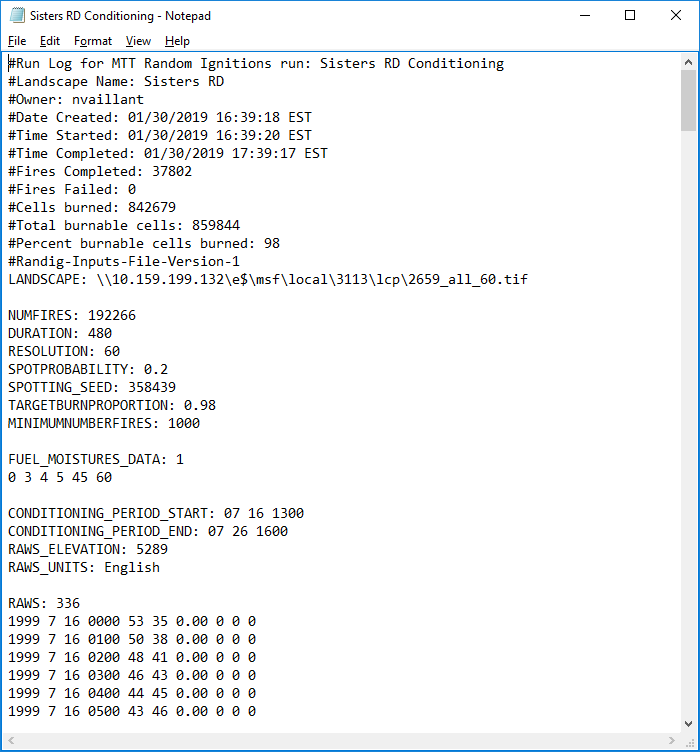 Sisters RD Conditioning - Notepad
File Edit Format View Help
#Run Log for MTT Random Ignitions run: Sisters RD Conditioning
#Landscape Name: Sisters RD
#Owner: nvaillant
#Date Created: 01/30/2019 16:39:18 EST
#Time Started: 01/30/2019 16:39:20 EST
#Time Completed: 01/30/2019 17:39:17 EST
#Fires Completed: 37802
#Fires Failed: 0
#Cells burned: 842679
#Total burnable cells: 859844
#Percent burnable cells burned: 98
#Randig-Inputs-File-Version-1
LANDSCAPE: \\10.159.199.132\e$\msf\local\3113\lcp\2659_all_60.tif
NUMFIRES: 192266
DURATION: 480
RESOLUTION: 60
SPOTPROBABILITY: 0.2
SPOTTING_SEED: 358439
TARGETBURNPROPORTION: 0.98
MINIMUMNUMBERFIRES: 1000
FUEL_MOISTURES_DATA: 1
0 3 4 5 45 60
CONDITIONING_PERIOD_START: 07 16 1300
CONDITIONING_PERIOD_END: 07 26 1600
RAWS_ELEVATION: 5289
RAWS_UNITS: English
RAWS: 336
1999 7 16 0000 53 35 0.00 0 0 0
1999 7 16 0100 50 38 0.00 0 0 0
1999 7 16 0200 48 41 0.00 0 0 0
1999 7 16 0300 46 43 0.00 0 0 0
1999 7 16 0400 44 45 0.00 0 0 0
1999 7 16 0500 43 46 0.00 0 0 0